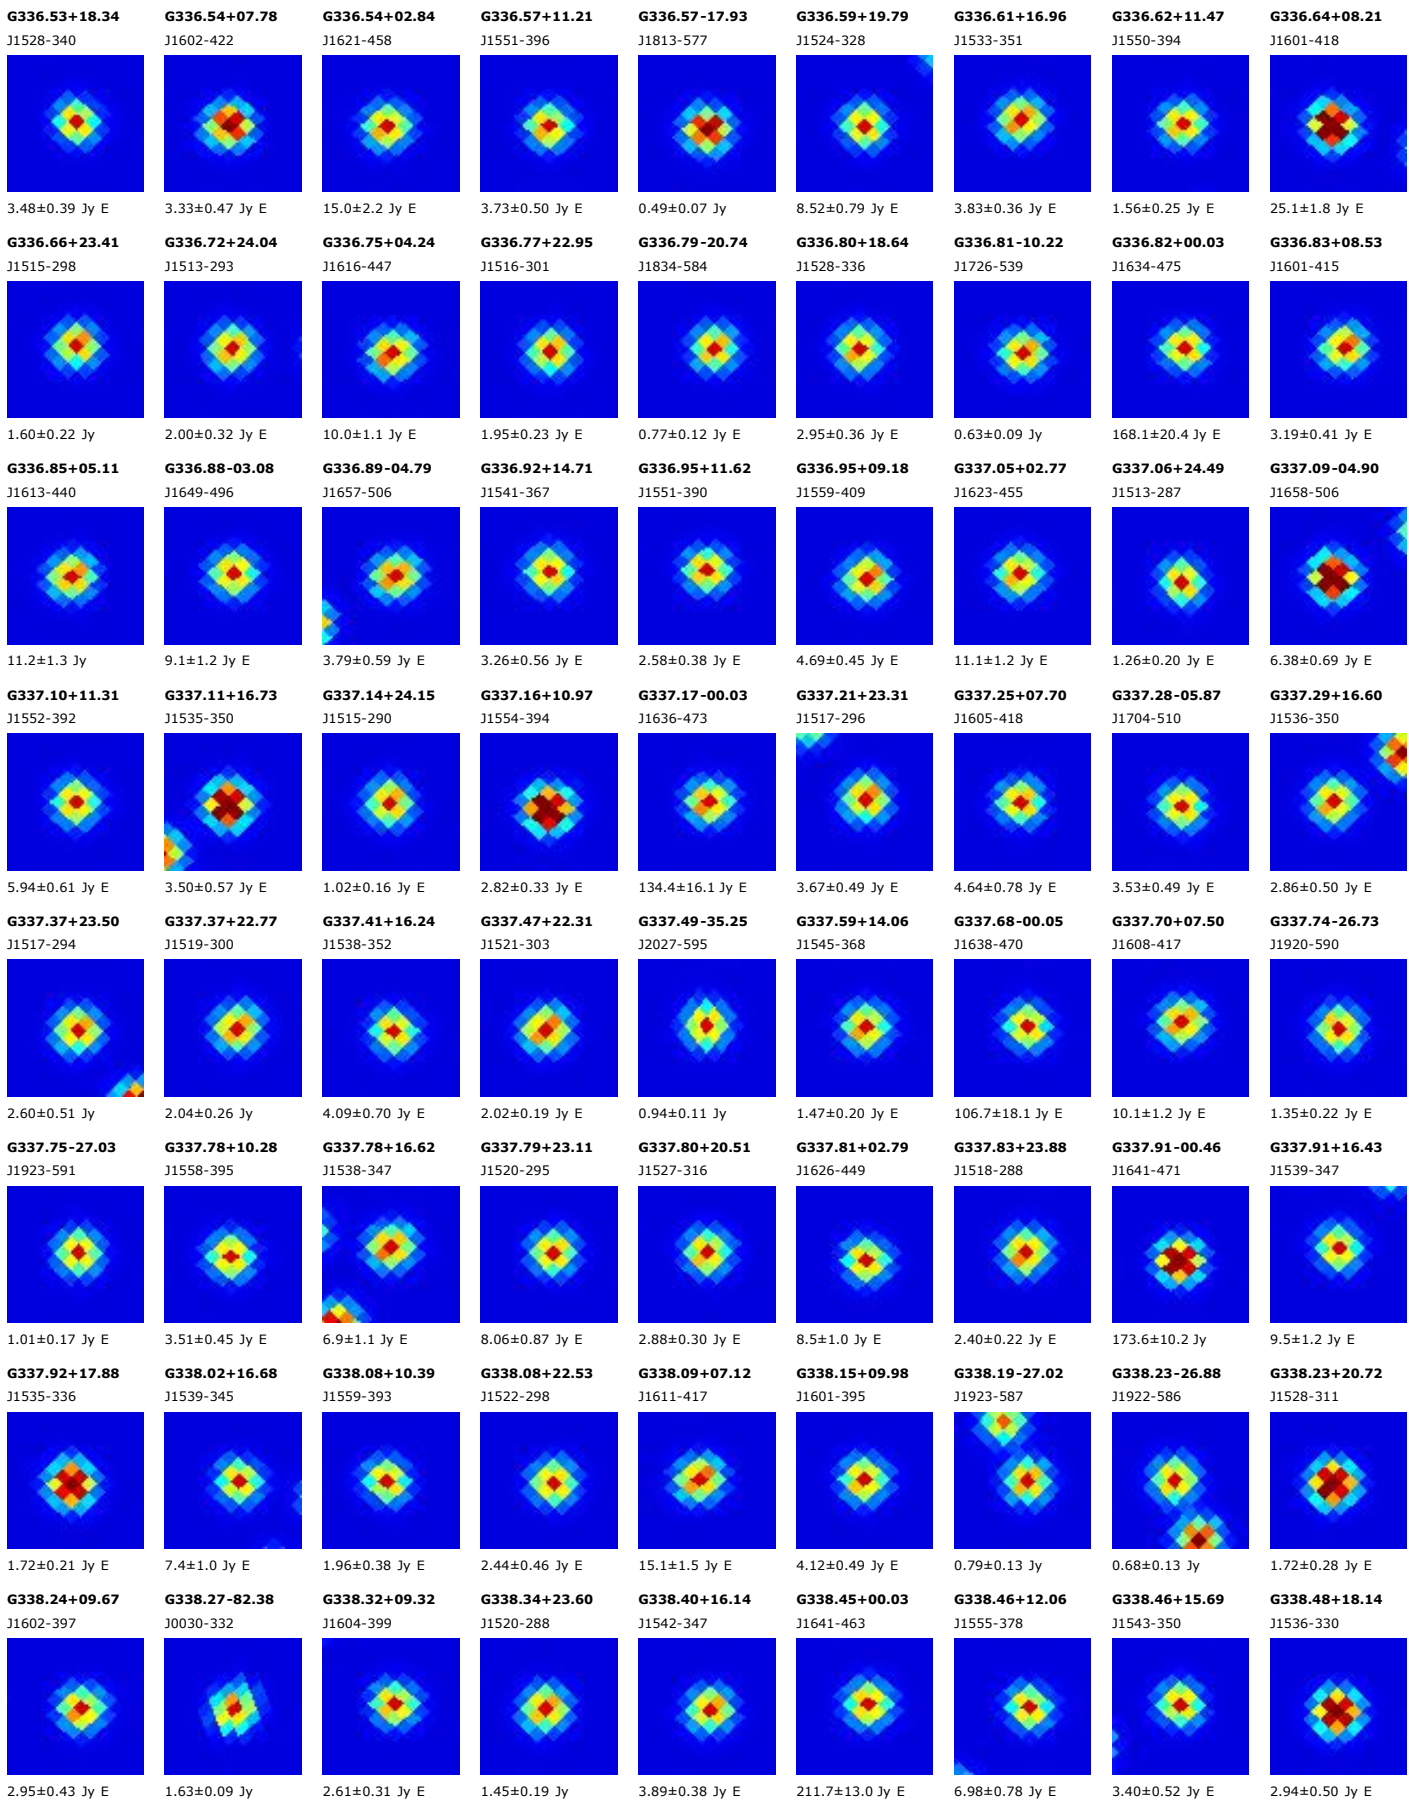 G336.53+18.34 G336.54+07.78 G336.54+02.84 G336.57+11.21 G336.57-17.93 G336.59+19.79 G336.61+16.96 G336.62+11.47 G336.64+08.21
J1528-340 J1602-422 J1621-458 J1551-396 J1813-577 J1524-328 J1533-351 J1550-394 J1601-418
3.48±0.39 Jy E 3.33±0.47 Jy E 15.0±2.2 Jy E 3.73±0.50 Jy E 0.49±0.07 Jy 8.52±0.79 Jy E 3.83±0.36 Jy E 1.56±0.25 Jy E 25.1±1.8 Jy E
G336.66+23.41 G336.72+24.04 G336.75+04.24 G336.77+22.95 G336.79-20.74 G336.80+18.64 G336.81-10.22 G336.82+00.03 G336.83+08.53
J1515-298 J1513-293 J1616-447 J1516-301 J1834-584 J1528-336 J1726-539 J1634-475 J1601-415
1.60±0.22 Jy 2.00±0.32 Jy E 10.0±1.1 Jy E 1.95±0.23 Jy E 0.77±0.12 Jy E 2.95±0.36 Jy E 0.63±0.09 Jy 168.1±20.4 Jy E 3.19±0.41 Jy E
G336.85+05.11 G336.88-03.08 G336.89-04.79 G336.92+14.71 G336.95+11.62 G336.95+09.18 G337.05+02.77 G337.06+24.49 G337.09-04.90
J1613-440 J1649-496 J1657-506 J1541-367 J1551-390 J1559-409 J1623-455 J1513-287 J1658-506
11.2±1.3 Jy 9.1±1.2 Jy E 3.79±0.59 Jy E 3.26±0.56 Jy E 2.58±0.38 Jy E 4.69±0.45 Jy E 11.1±1.2 Jy E 1.26±0.20 Jy E 6.38±0.69 Jy E
G337.10+11.31 G337.11+16.73 G337.14+24.15 G337.16+10.97 G337.17-00.03 G337.21+23.31 G337.25+07.70 G337.28-05.87 G337.29+16.60
J1552-392 J1535-350 J1515-290 J1554-394 J1636-473 J1517-296 J1605-418 J1704-510 J1536-350
5.94±0.61 Jy E 3.50±0.57 Jy E 1.02±0.16 Jy E 2.82±0.33 Jy E 134.4±16.1 Jy E 3.67±0.49 Jy E 4.64±0.78 Jy E 3.53±0.49 Jy E 2.86±0.50 Jy E
G337.37+23.50 G337.37+22.77 G337.41+16.24 G337.47+22.31 G337.49-35.25 G337.59+14.06 G337.68-00.05 G337.70+07.50 G337.74-26.73
J1517-294 J1519-300 J1538-352 J1521-303 J2027-595 J1545-368 J1638-470 J1608-417 J1920-590
2.60±0.51 Jy 2.04±0.26 Jy 4.09±0.70 Jy E 2.02±0.19 Jy E 0.94±0.11 Jy 1.47±0.20 Jy E 106.7±18.1 Jy E 10.1±1.2 Jy E 1.35±0.22 Jy E
G337.75-27.03 G337.78+10.28 G337.78+16.62 G337.79+23.11 G337.80+20.51 G337.81+02.79 G337.83+23.88 G337.91-00.46 G337.91+16.43
J1923-591 J1558-395 J1538-347 J1520-295 J1527-316 J1626-449 J1518-288 J1641-471 J1539-347
1.01±0.17 Jy E 3.51±0.45 Jy E 6.9±1.1 Jy E 8.06±0.87 Jy E 2.88±0.30 Jy E 8.5±1.0 Jy E 2.40±0.22 Jy E 173.6±10.2 Jy 9.5±1.2 Jy E
G337.92+17.88 G338.02+16.68 G338.08+10.39 G338.08+22.53 G338.09+07.12 G338.15+09.98 G338.19-27.02 G338.23-26.88 G338.23+20.72
J1535-336 J1539-345 J1559-393 J1522-298 J1611-417 J1601-395 J1923-587 J1922-586 J1528-311
1.72±0.21 Jy E 7.4±1.0 Jy E 1.96±0.38 Jy E 2.44±0.46 Jy E 15.1±1.5 Jy E 4.12±0.49 Jy E 0.79±0.13 Jy 0.68±0.13 Jy 1.72±0.28 Jy E
G338.24+09.67 G338.27-82.38 G338.32+09.32 G338.34+23.60 G338.40+16.14 G338.45+00.03 G338.46+12.06 G338.46+15.69 G338.48+18.14
J1602-397 J0030-332 J1604-399 J1520-288 J1542-347 J1641-463 J1555-378 J1543-350 J1536-330
2.95±0.43 Jy E 1.63±0.09 Jy 2.61±0.31 Jy E 1.45±0.19 Jy 3.89±0.38 Jy E 211.7±13.0 Jy E 6.98±0.78 Jy E 3.40±0.52 Jy E 2.94±0.50 Jy E